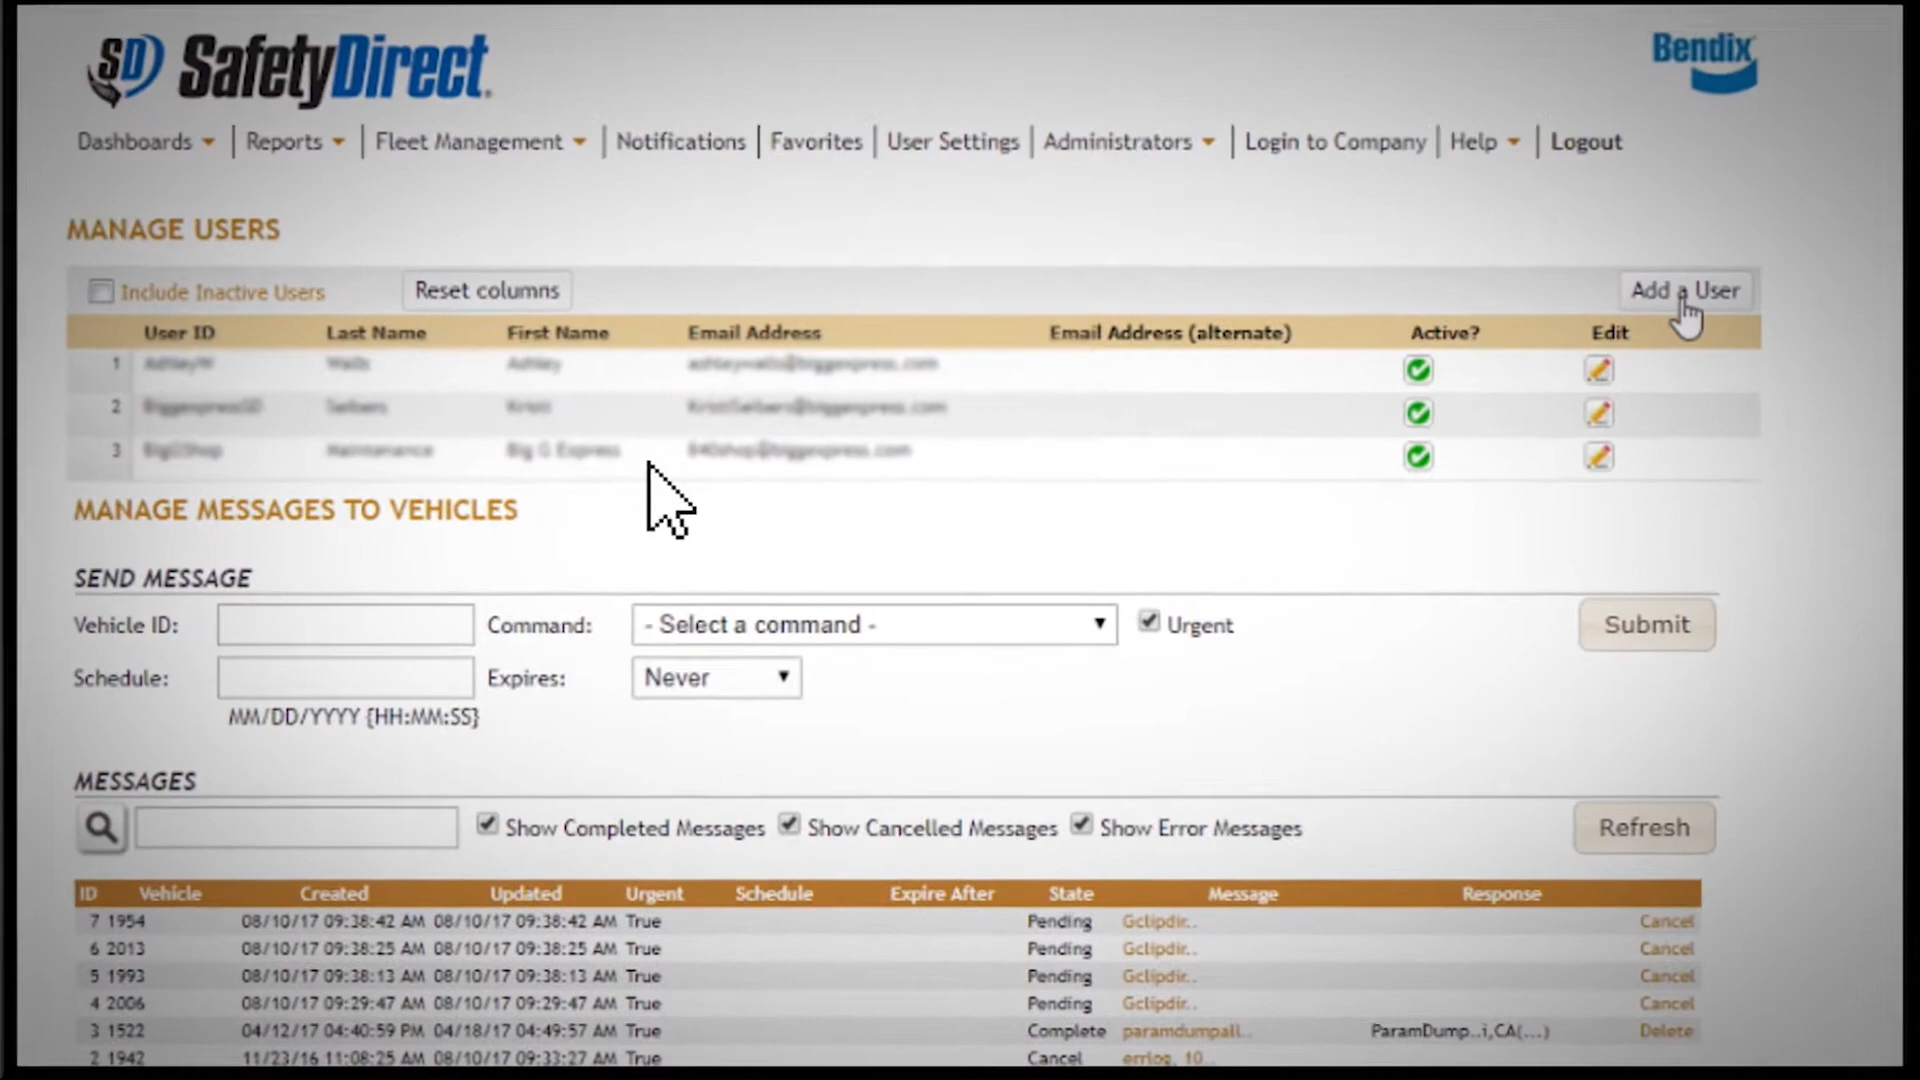 SD SafetyDirect
Bendix
Dashboards Reports Fleet Management Notifications Favorites User Settings Administrators Login to Company Help Logout
MANAGE USERS
Include Inactive Users Reset columns Add a User
User ID Last Name First Name Email Address Email Address (alternate) Active? Edit
1
2
3
MANAGE MESSAGES TO VEHICLES
SEND MESSAGE
Vehicle ID: Command: - Select a command - Urgent Submit
Schedule: Expires: Never
MM/DD/YYYY {HH:MM:SS}
MESSAGES
Show Completed Messages Show Cancelled Messages Show Error Messages Refresh
ID Vehicle Created Updated Urgent Schedule Expire After State Message Response
7 1954 08/10/17 09:38:42 AM 08/10/17 09:38:42 AM True Pending Gclipdir.. Cancel
6 2013 08/10/17 09:38:25 AM 08/10/17 09:38:25 AM True Pending Gclipdir.. Cancel
5 1993 08/10/17 09:38:13 AM 08/10/17 09:38:13 AM True Pending Gclipdir.. Cancel
4 2006 08/10/17 09:29:47 AM 08/10/17 09:29:47 AM True Pending Gclipdir.. Cancel
3 1522 04/12/17 04:40:59 PM 04/18/17 04:49:57 AM True Complete paramdumpall.. ParamDump..i,CA(...) Delete
2 1942 11/23/16 11:08:25 AM 08/10/17 09:33:27 AM True Cancel errlog, 10..